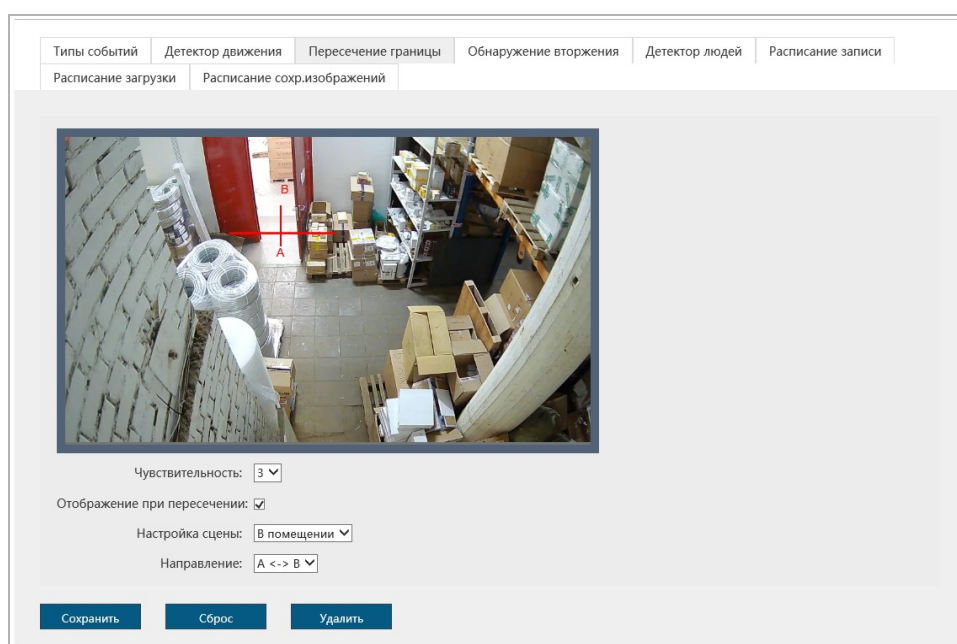 Типы событий Детектор движения Пересечение границы Обнаружение вторжения Детектор людей Расписание записи
Расписание загрузки Расписание сохр.изображений
B
A
Чувствительность: 3
Отображение при пересечении:
Настройка сцены: В помещении
Направление: A <-> B
Сохранить Сброс Удалить